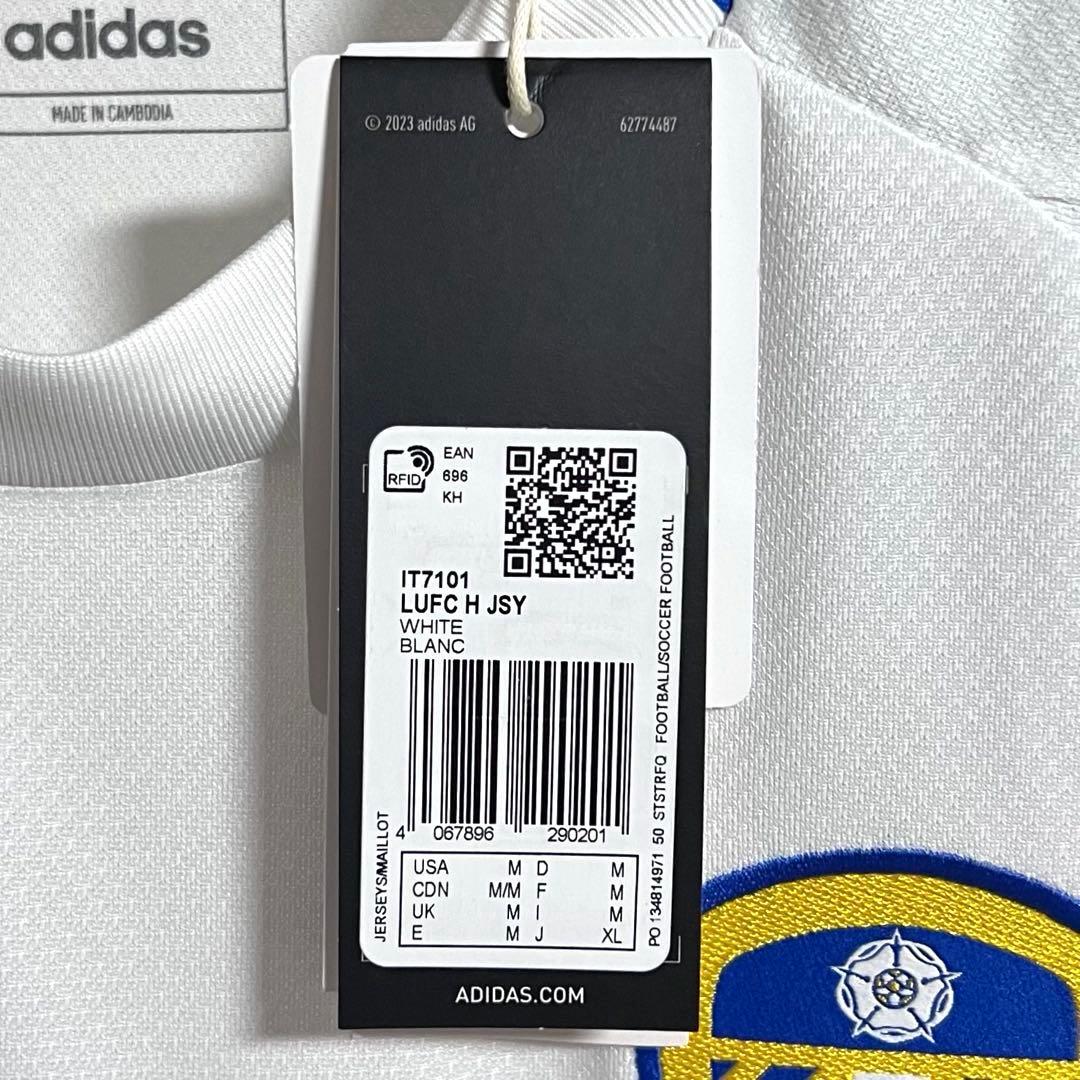 adidas
MADE IN CAMBODIA
© 2023 adidas AG
62774487
RFID
EAN
696
KH
IT7101
LUFC H JSY
WHITE
BLANC
4 067896 290201
USA M D M
CDN M/M F M
UK M I M
E M J XL
JERSEYS/MAILLOT
PO 134814971 50 STSTRFQ FOOTBALL/SOCCER FOOTBALL
ADIDAS.COM